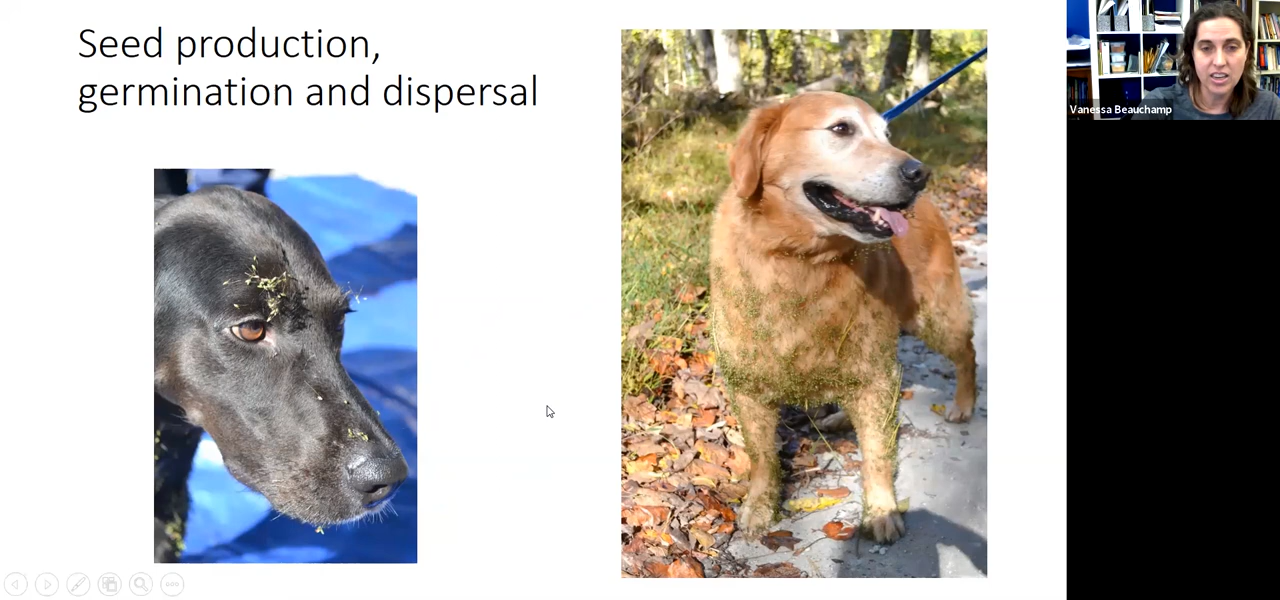 Seed production,
germination and dispersal
Vanessa Beauchamp